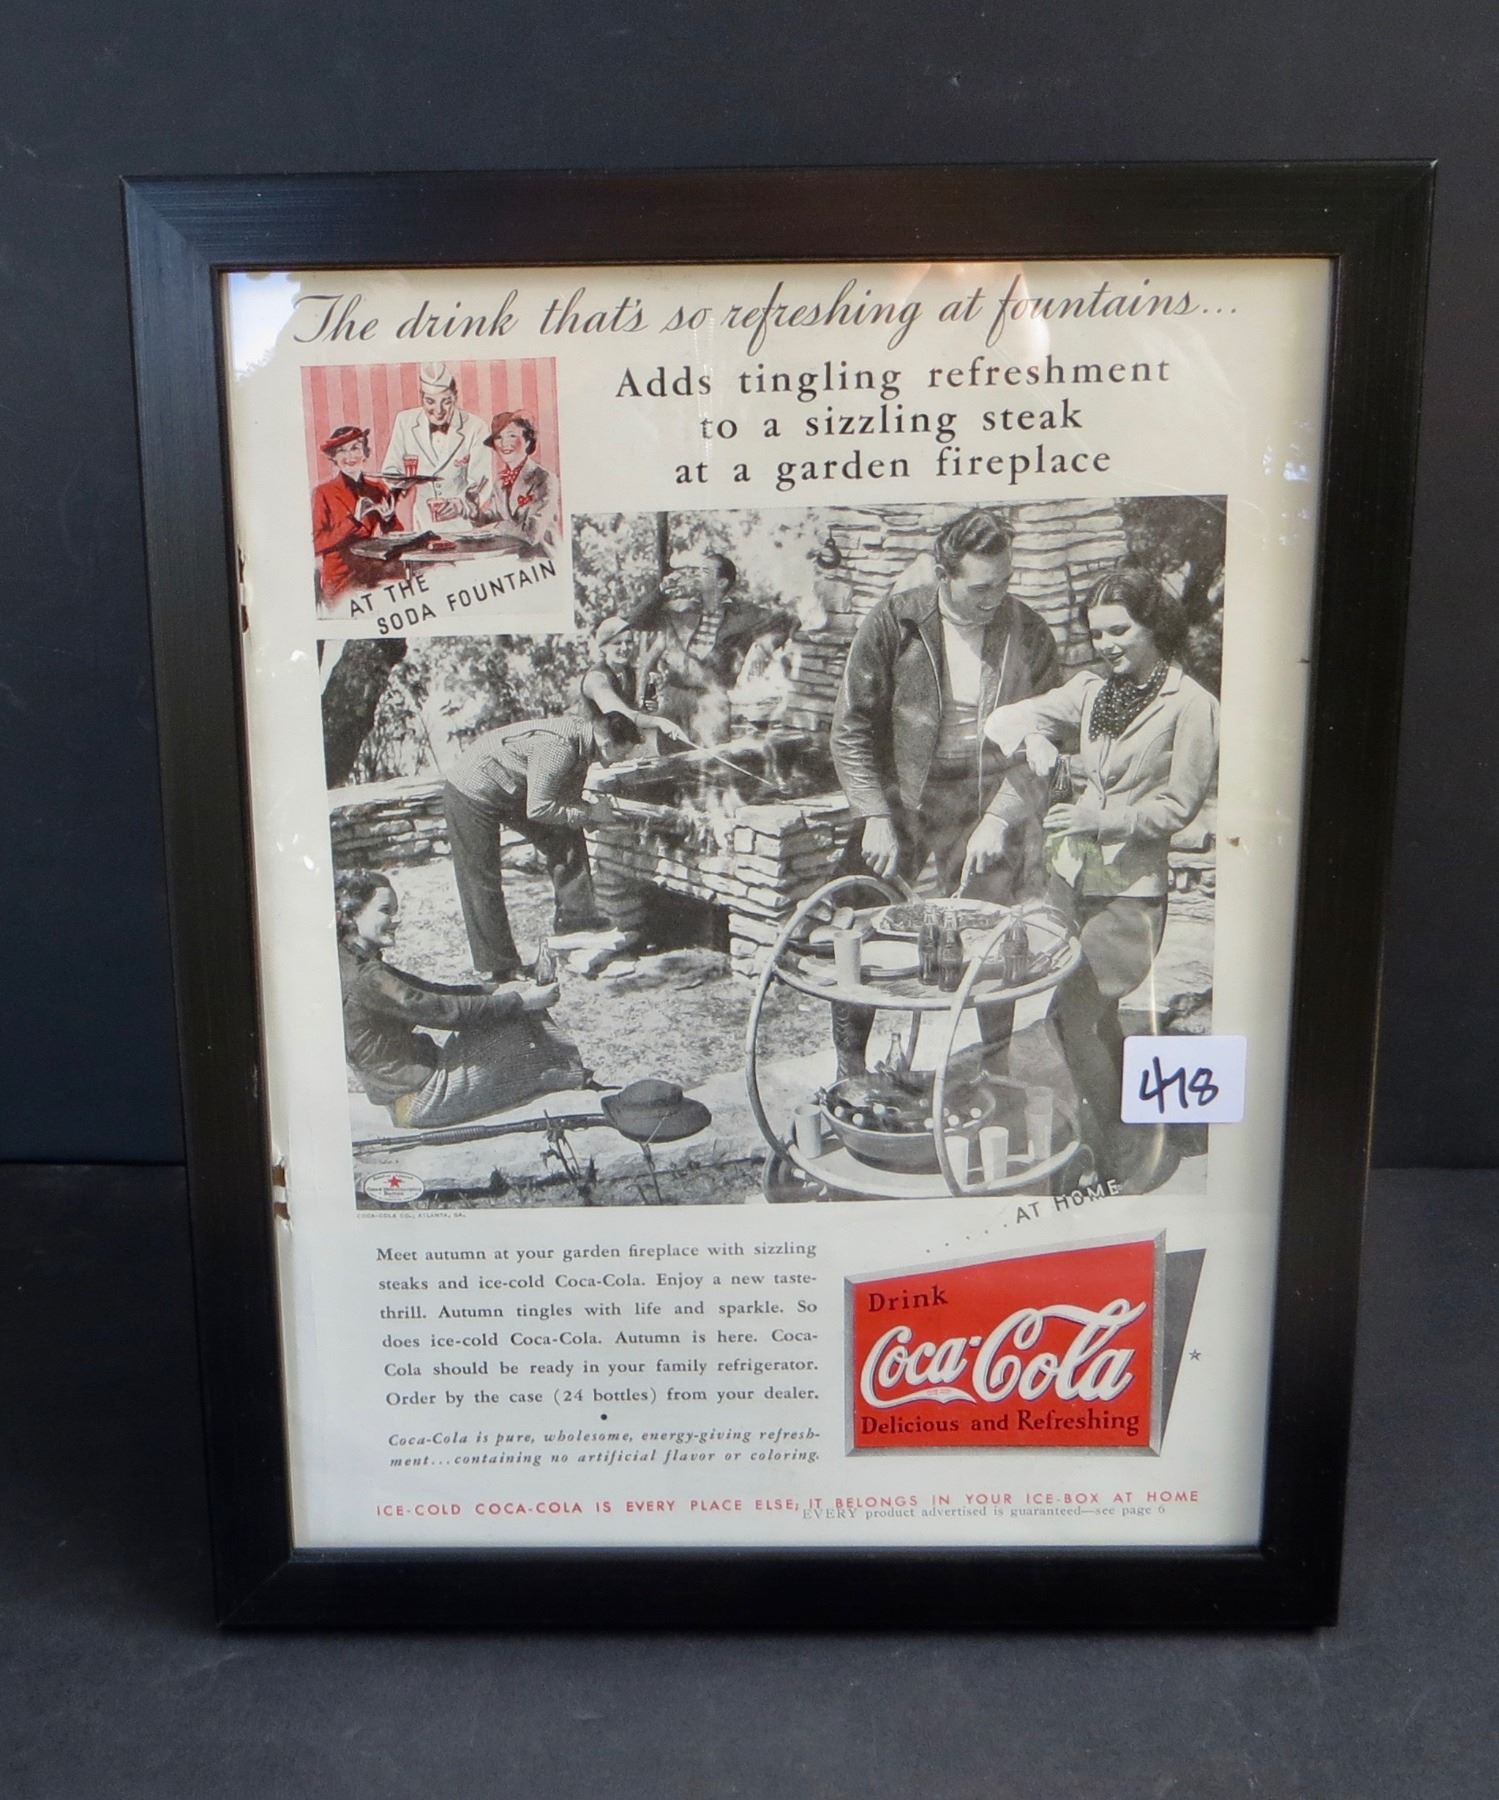 The drink that's so refreshing at fountains...
Adds tingling refreshment
to a sizzling steak
at a garden fireplace
AT THE
SODA FOUNTAIN
418
COCA-COLA CO., ATLANTA, GA.
.....AT HOME
Meet autumn at your garden fireplace with sizzling
steaks and ice-cold Coca-Cola. Enjoy a new taste-
thrill. Autumn tingles with life and sparkle. So
does ice-cold Coca-Cola. Autumn is here. Coca-
Cola should be ready in your family refrigerator.
Order by the case (24 bottles) from your dealer.
Coca-Cola is pure, wholesome, energy-giving refresh-
ment...containing no artificial flavor or coloring.
Drink
Coca-Cola
Delicious and Refreshing
ICE-COLD COCA-COLA IS EVERY PLACE ELSE; IT BELONGS IN YOUR ICE-BOX AT HOME
EVERY product advertised is guaranteed—see page 6